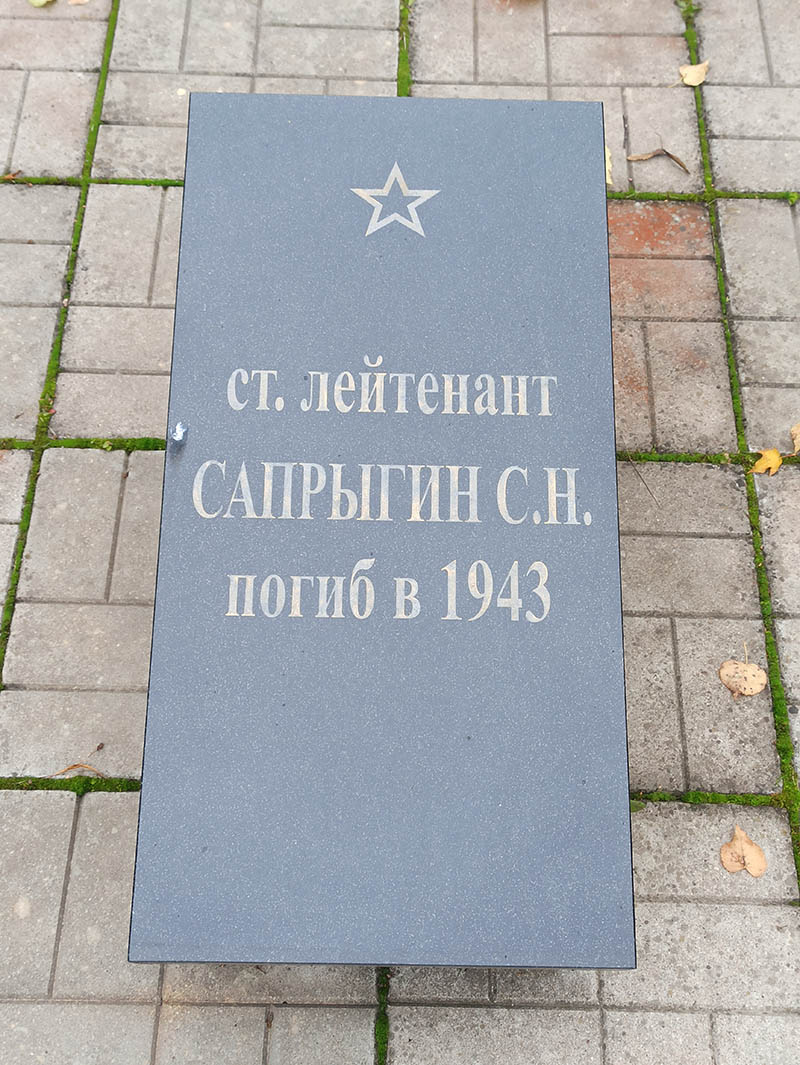 ст. лейтенант
САПРЫГИН С.Н.
погиб в 1943